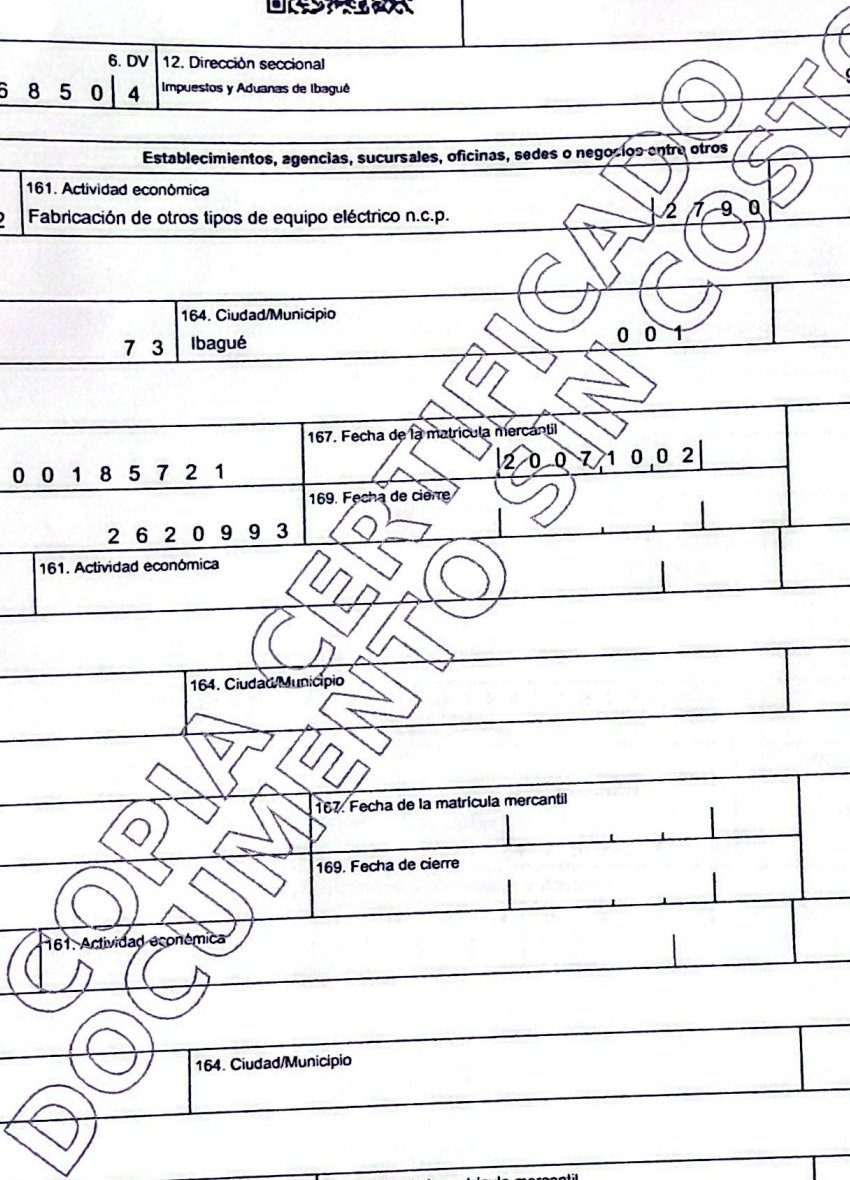 6. DV 12. Dirección seccional
8 5 0 4 Impuestos y Aduanas de Ibagué
Establecimientos, agencias, sucursales, oficinas, sedes o negocios entre otros
161. Actividad económica
2 Fabricación de otros tipos de equipo eléctrico n.c.p. 2 7 9 0
164. Ciudad/Municipio
7 3 Ibagué 0 0 1
167. Fecha de la matrícula mercantil
0 0 1 8 5 7 2 1 2 0 0 7 1 0 0 2
169. Fecha de cierre
2 6 2 0 9 9 3
161. Actividad económica
164. Ciudad/Municipio
167. Fecha de la matrícula mercantil
169. Fecha de cierre
161. Actividad económica
164. Ciudad/Municipio
mercantil
COPIA CERTIFICADO
DOCUMENTO SIN COSTO